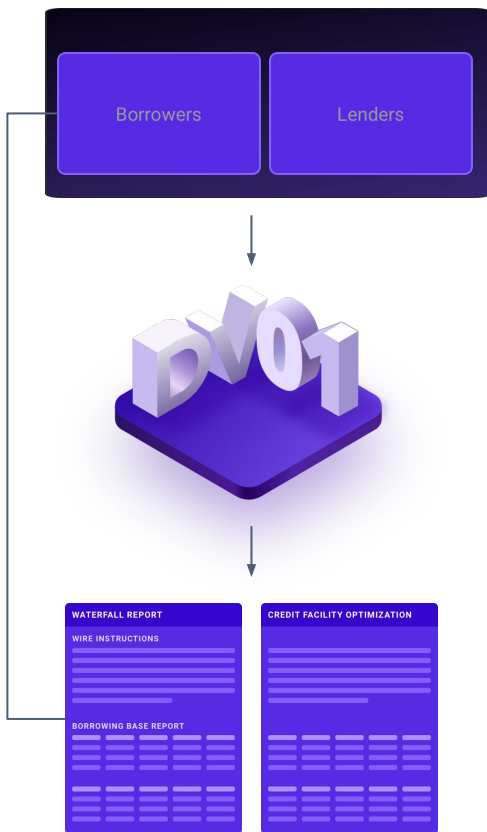 Borrowers
Lenders
DV01
WATERFALL REPORT
WIRE INSTRUCTIONS
BORROWING BASE REPORT
CREDIT FACILITY OPTIMIZATION